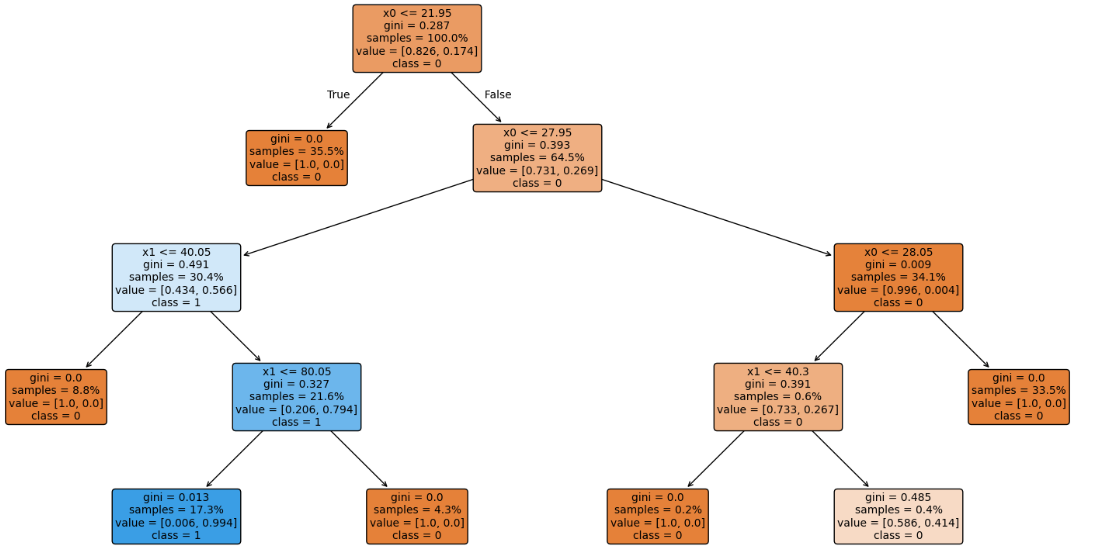 x0 <= 21.95
gini = 0.287
samples = 100.0%
value = [0.826, 0.174]
class = 0
True
False
gini = 0.0
samples = 35.5%
value = [1.0, 0.0]
class = 0
x0 <= 27.95
gini = 0.393
samples = 64.5%
value = [0.731, 0.269]
class = 0
x1 <= 40.05
gini = 0.491
samples = 30.4%
value = [0.434, 0.566]
class = 1
x0 <= 28.05
gini = 0.009
samples = 34.1%
value = [0.996, 0.004]
class = 0
gini = 0.0
samples = 8.8%
value = [1.0, 0.0]
class = 0
x1 <= 80.05
gini = 0.327
samples = 21.6%
value = [0.206, 0.794]
class = 1
x1 <= 40.3
gini = 0.391
samples = 0.6%
value = [0.733, 0.267]
class = 0
gini = 0.0
samples = 33.5%
value = [1.0, 0.0]
class = 0
gini = 0.013
samples = 17.3%
value = [0.006, 0.994]
class = 1
gini = 0.0
samples = 4.3%
value = [1.0, 0.0]
class = 0
gini = 0.0
samples = 0.2%
value = [1.0, 0.0]
class = 0
gini = 0.485
samples = 0.4%
value = [0.586, 0.414]
class = 0